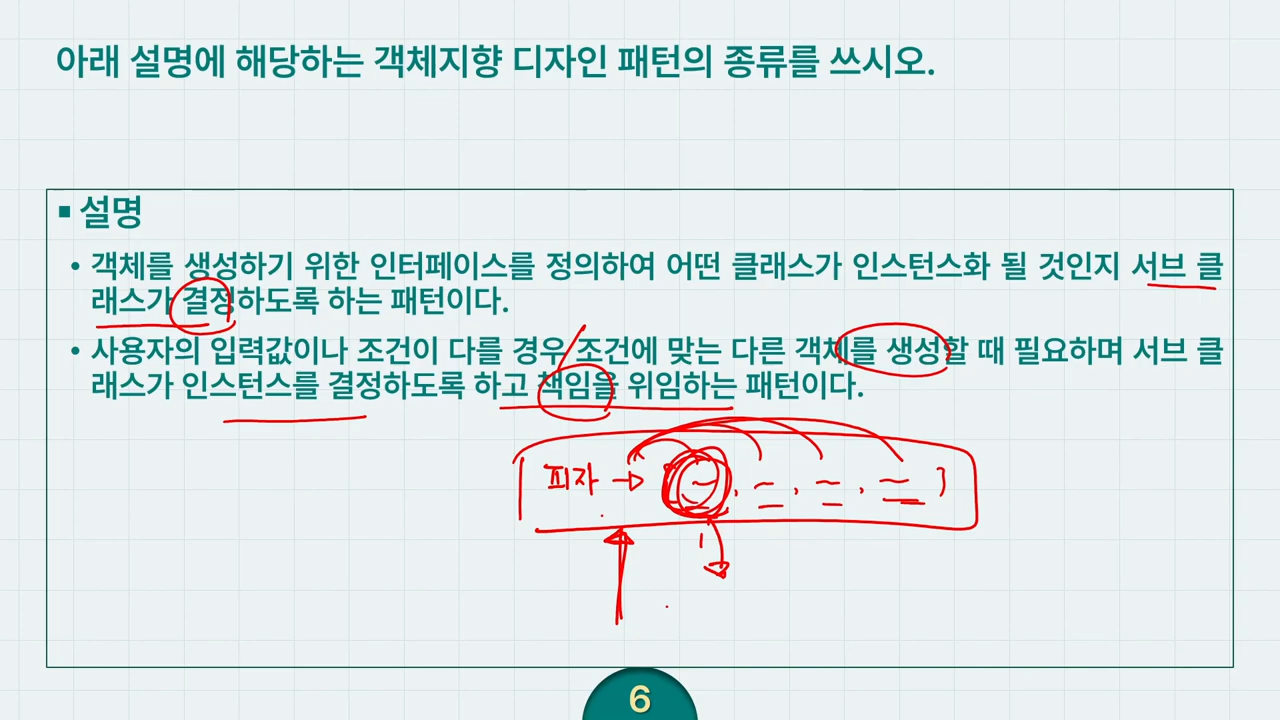 아래 설명에 해당하는 객체지향 디자인 패턴의 종류를 쓰시오.
▪ 설명
• 객체를 생성하기 위한 인터페이스를 정의하여 어떤 클래스가 인스턴스화 될 것인지 서브 클
래스가 결정하도록 하는 패턴이다.
• 사용자의 입력값이나 조건이 다를 경우 조건에 맞는 다른 객체를 생성할 때 필요하며 서브 클
래스가 인스턴스를 결정하도록 하고 책임을 위임하는 패턴이다.
피자 →
6